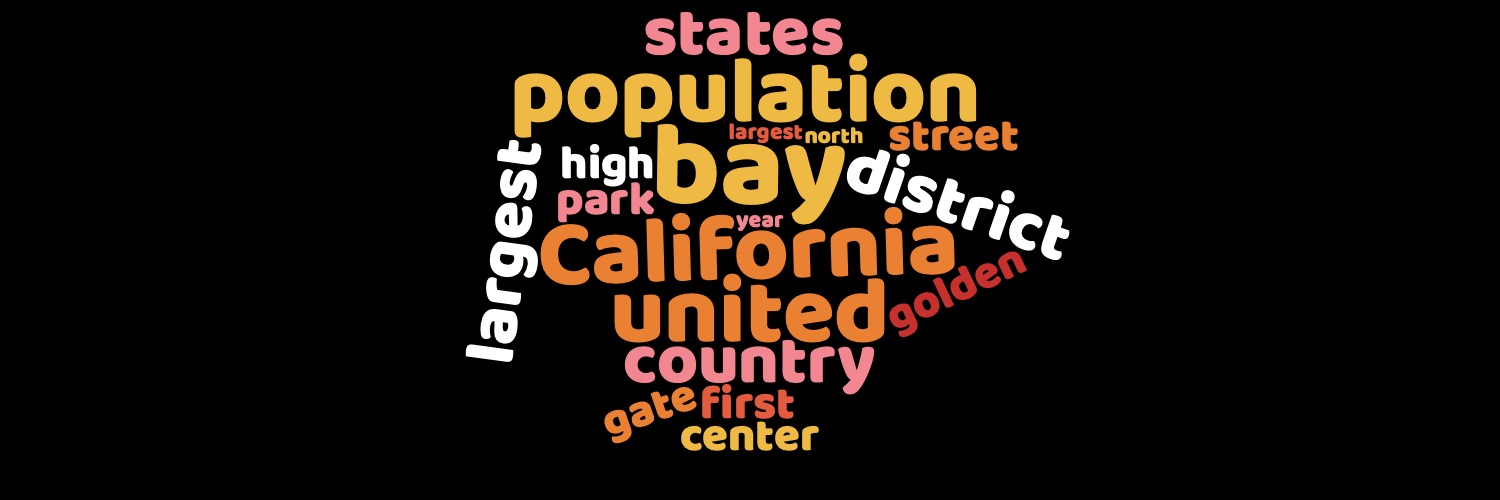 states
population
largest
north
street
largest
high
bay
district
park
year
California
golden
united
country
gate
first
center